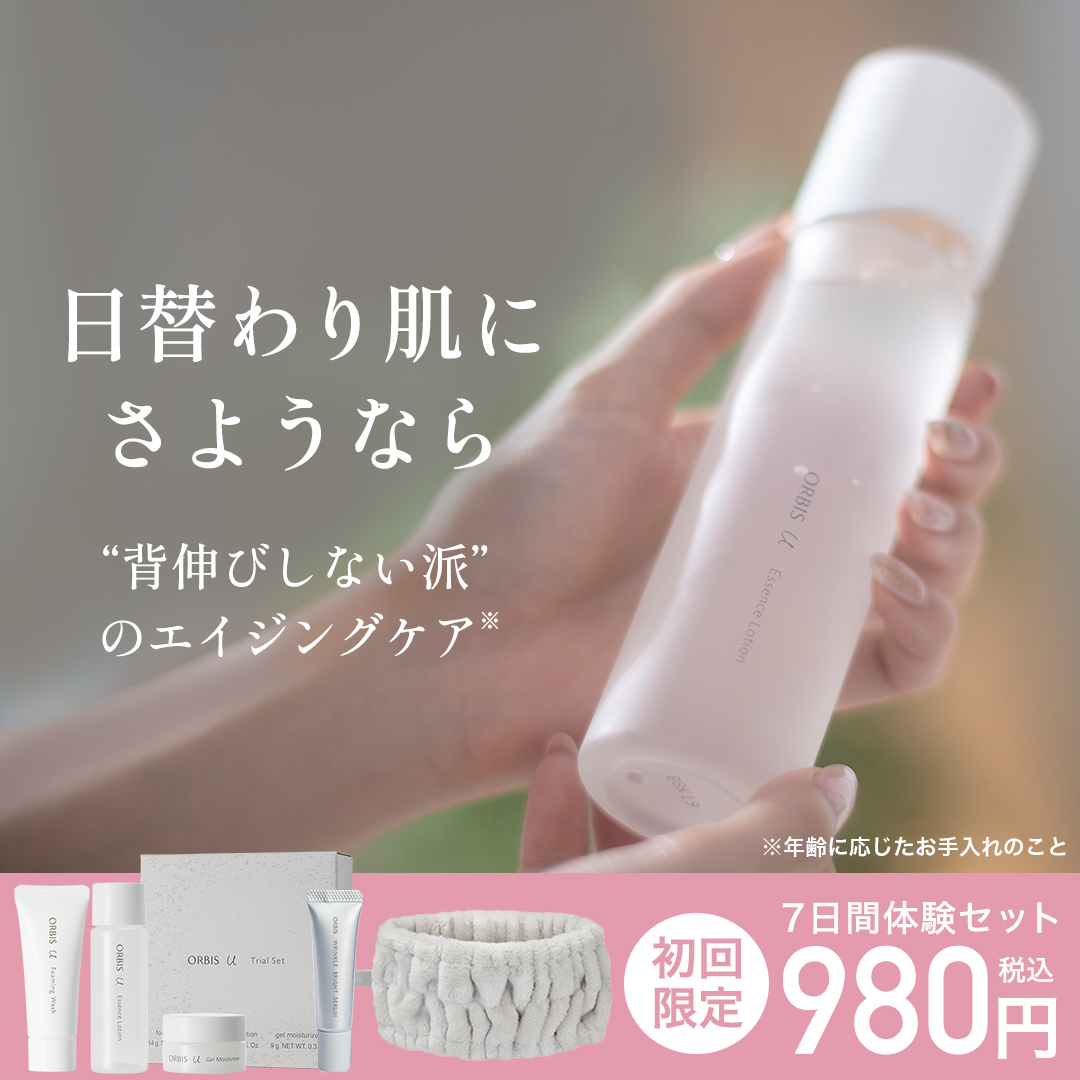 日替わり肌に
さようなら
“背伸びしない派”
のエイジングケア※
ORBIS u Essence Lotion
88K19
※年齢に応じたお手入れのこと
ORBIS u Foaming Wash
ORBIS u Essence Lotion
ORBIS u Trial Set
gel moisturize
ORBIS u Gel Moisturizer
ORBIS WRINKLE BRIGHT SERUM
初回
限定
7日間体験セット
980円
税込